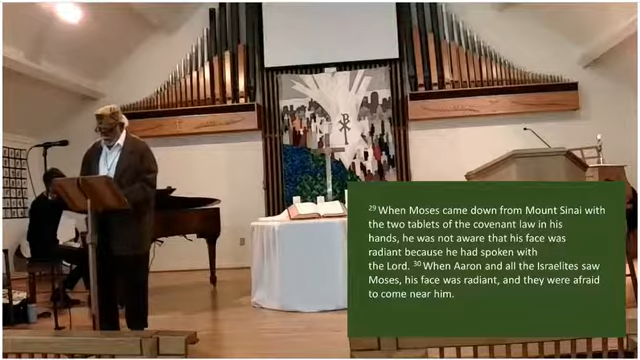 ²⁹ When Moses came down from Mount Sinai with
the two tablets of the covenant law in his
hands, he was not aware that his face was
radiant because he had spoken with
the Lord. ³⁰ When Aaron and all the Israelites saw
Moses, his face was radiant, and they were afraid
to come near him.